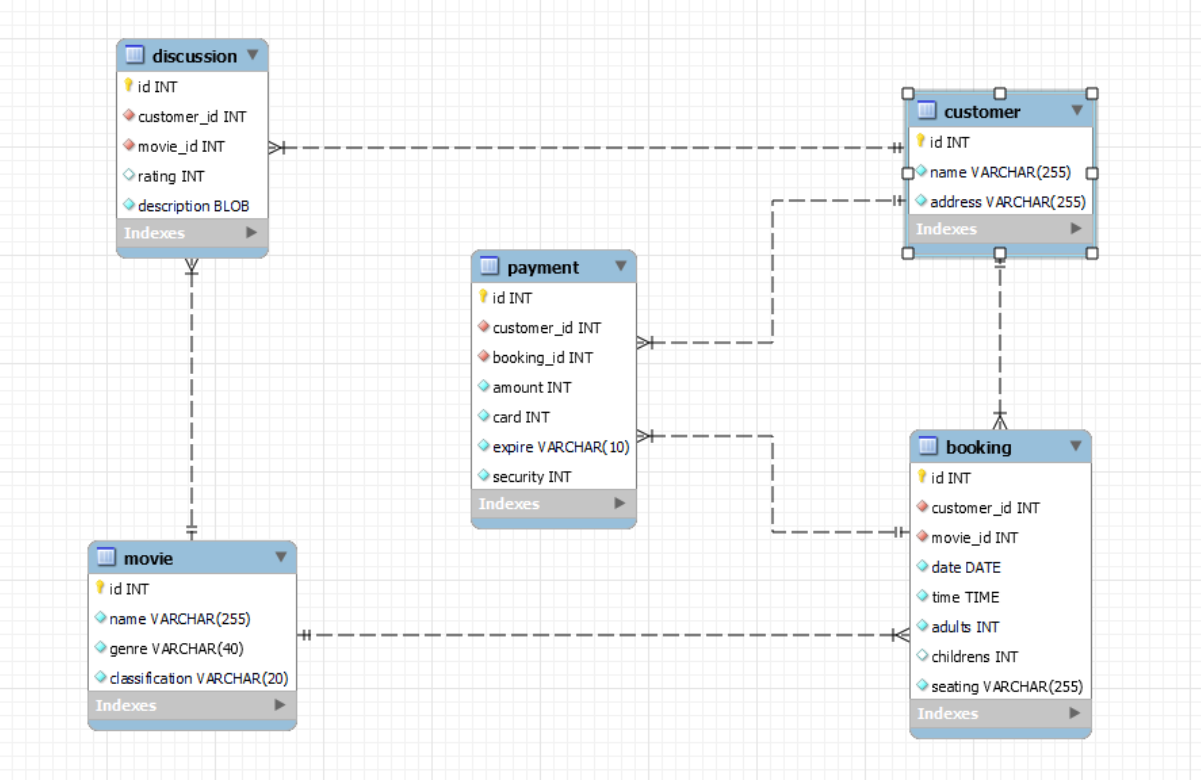 discussion
id INT
customer_id INT
movie_id INT
rating INT
description BLOB
Indexes
customer
id INT
name VARCHAR(255)
address VARCHAR(255)
Indexes
payment
id INT
customer_id INT
booking_id INT
amount INT
card INT
expire VARCHAR(10)
security INT
Indexes
movie
id INT
name VARCHAR(255)
genre VARCHAR(40)
classification VARCHAR(20)
Indexes
booking
id INT
customer_id INT
movie_id INT
date DATE
time TIME
adults INT
childrens INT
seating VARCHAR(255)
Indexes